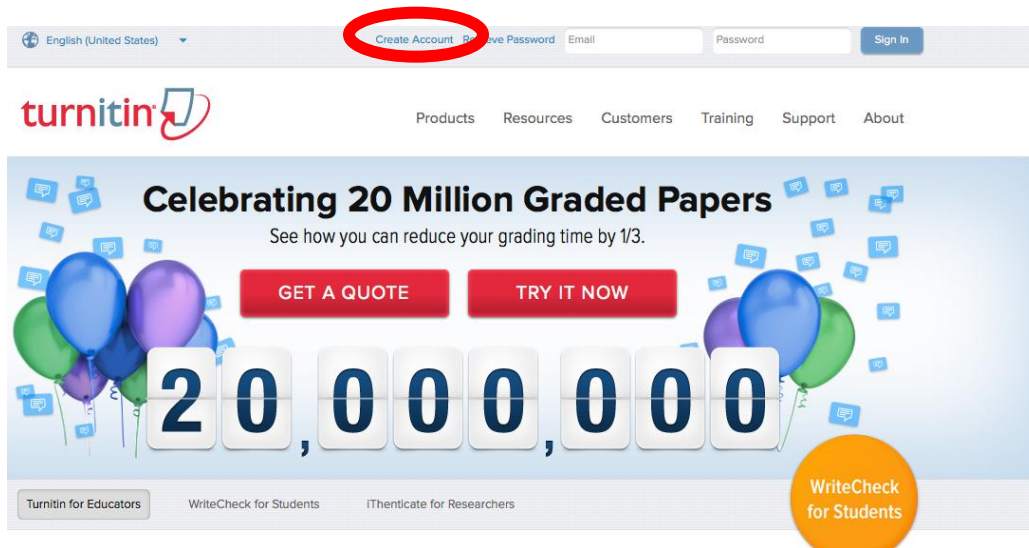 English (United States) Create Account Retrieve Password Email Password Sign In
turnitin
Products Resources Customers Training Support About
Celebrating 20 Million Graded Papers
See how you can reduce your grading time by 1/3.
GET A QUOTE TRY IT NOW
20,000,000
WriteCheck
for Students
Turnitin for Educators WriteCheck for Students iThenticate for Researchers